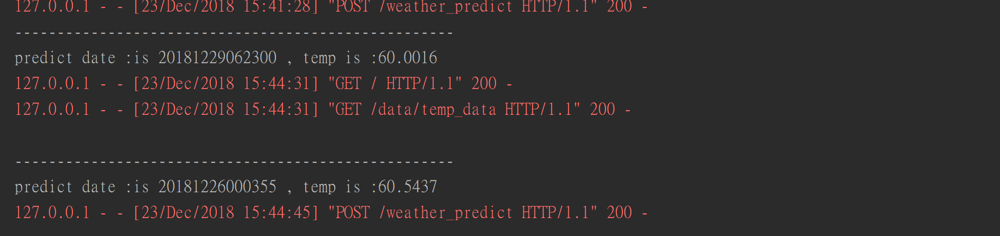 127.0.0.1 - - [23/Dec/2018 15:41:28] "POST /weather_predict HTTP/1.1" 200 -
----------------------------------------------------
predict date :is 20181229062300 , temp is :60.0016
127.0.0.1 - - [23/Dec/2018 15:44:31] "GET / HTTP/1.1" 200 -
127.0.0.1 - - [23/Dec/2018 15:44:31] "GET /data/temp_data HTTP/1.1" 200 -
----------------------------------------------------
predict date :is 20181226000355 , temp is :60.5437
127.0.0.1 - - [23/Dec/2018 15:44:45] "POST /weather_predict HTTP/1.1" 200 -